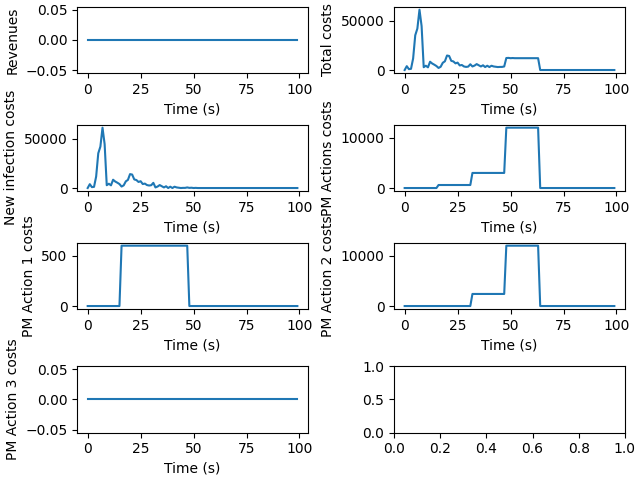 Revenues
0.05
0.00
−0.05
0 25 50 75 100
Time (s)
Total costs
50000
0
0 25 50 75 100
Time (s)
New infection costs
50000
0
0 25 50 75 100
Time (s)
PM Actions costs
10000
0
0 25 50 75 100
Time (s)
PM Action 1 costs
500
0
0 25 50 75 100
Time (s)
PM Action 2 costs
10000
0
0 25 50 75 100
Time (s)
PM Action 3 costs
0.05
0.00
−0.05
0 25 50 75 100
Time (s)
1.0
0.5
0.0
0.0 0.2 0.4 0.6 0.8 1.0